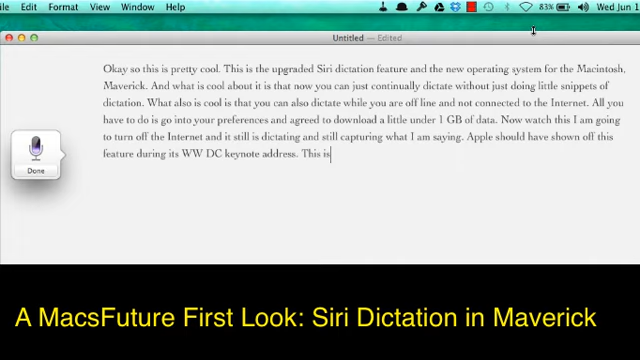 File Edit Format View Window Help 83% Wed Jun 1
Untitled — Edited
Okay so this is pretty cool. This is the upgraded Siri dictation feature and the new operating system for the Macintosh,
Maverick. And what is cool about it is that now you can just continually dictate without just doing little snippets of
dictation. What also is cool is that you can also dictate while you are off line and not connected to the Internet. All you
have to do is go into your preferences and agreed to download a little under 1 GB of data. Now watch this I am going
to turn off the Internet and it still is dictating and still capturing what I am saying. Apple should have shown off this
feature during its WW DC keynote address. This is
Done
A MacsFuture First Look: Siri Dictation in Maverick